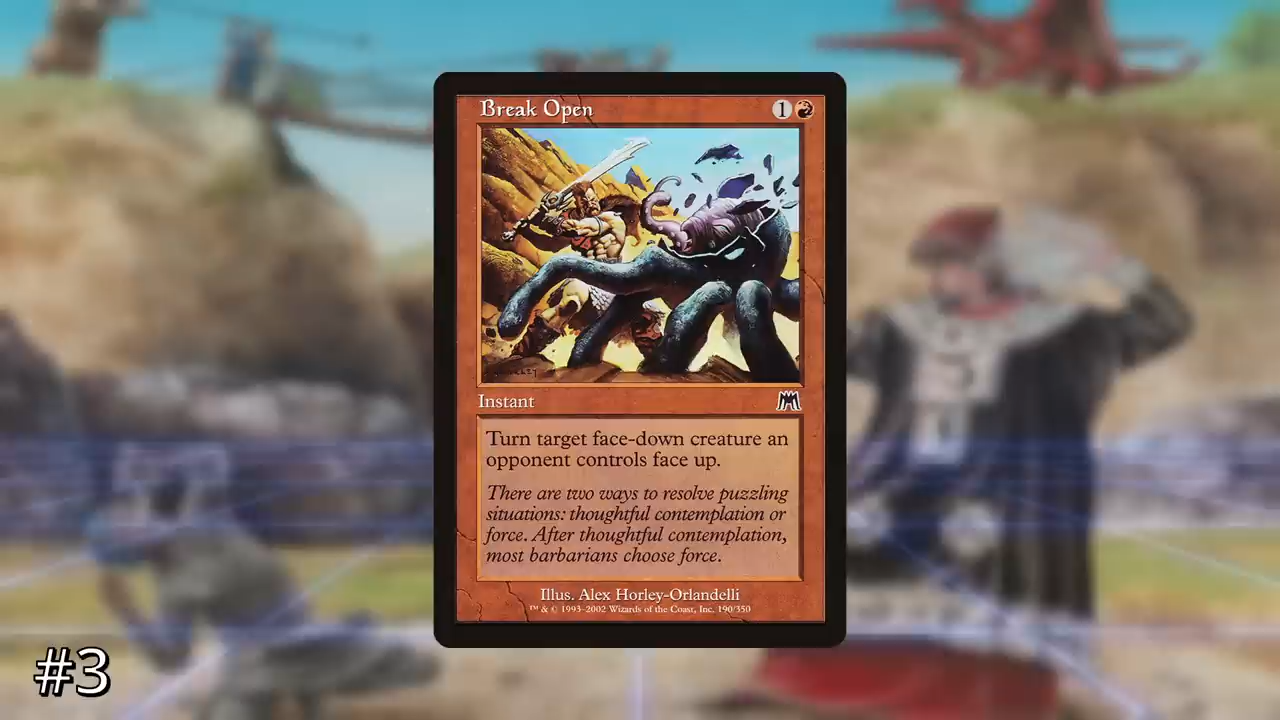 Break Open
1
Instant
Turn target face-down creature an
opponent controls face up.
There are two ways to resolve puzzling
situations: thoughtful contemplation or
force. After thoughtful contemplation,
most barbarians choose force.
Illus. Alex Horley-Orlandelli
™ & © 1993–2002 Wizards of the Coast, Inc. 190/350
#3